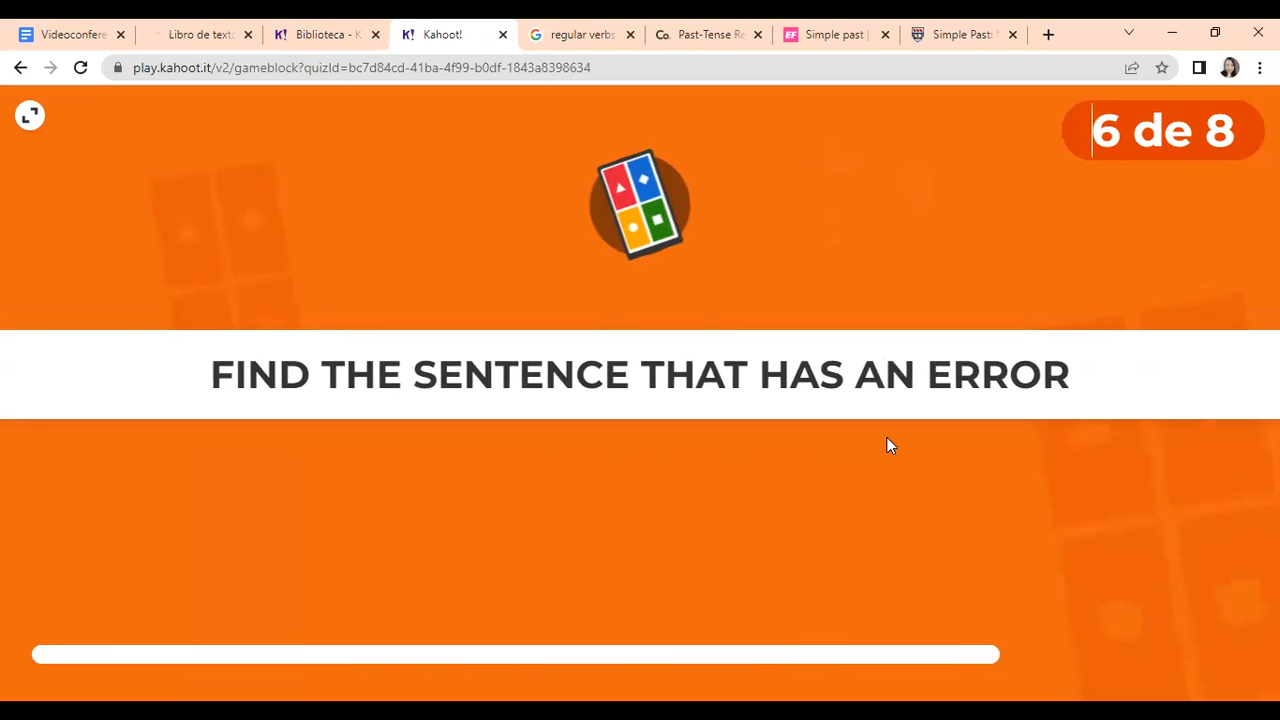 Videoconfere
Libro de texto
Biblioteca - K
Kahoot!
regular verbs
Past-Tense Re
Simple past |
Simple Past: N
play.kahoot.it/v2/gameblock?quizId=bc7d84cd-41ba-4f99-b0df-1843a8398634
6 de 8
FIND THE SENTENCE THAT HAS AN ERROR